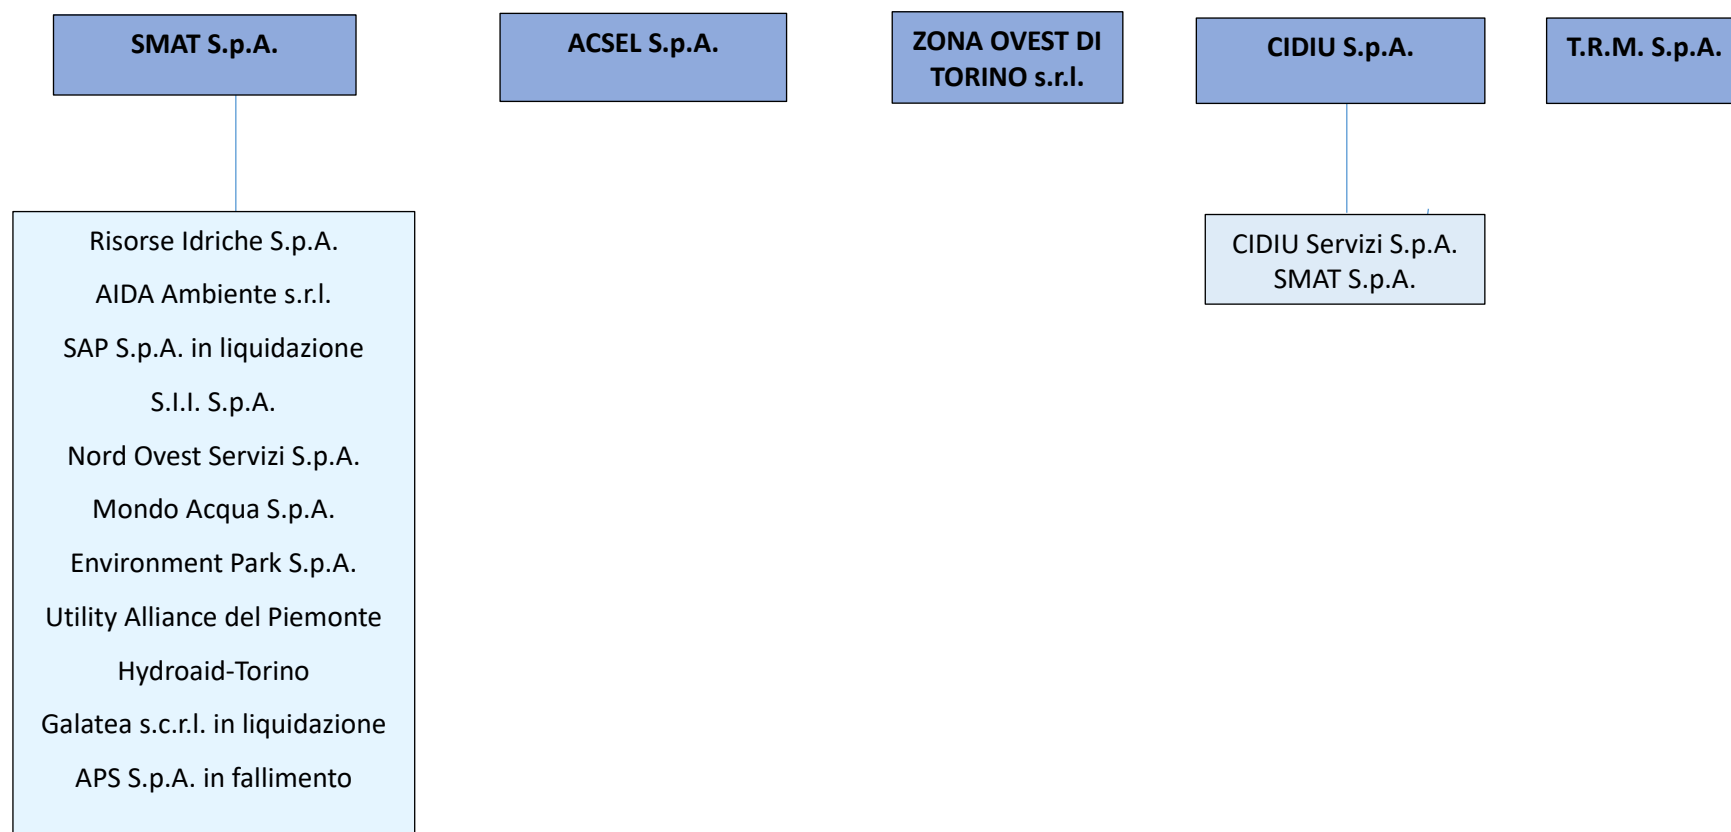 SMAT S.p.A.
ACSEL S.p.A.
ZONA OVEST DI
TORINO s.r.l.
CIDIU S.p.A.
T.R.M. S.p.A.
Risorse Idriche S.p.A.
AIDA Ambiente s.r.l.
SAP S.p.A. in liquidazione
S.I.I. S.p.A.
Nord Ovest Servizi S.p.A.
Mondo Acqua S.p.A.
Environment Park S.p.A.
Utility Alliance del Piemonte
Hydroaid-Torino
Galatea s.c.r.l. in liquidazione
APS S.p.A. in fallimento
CIDIU Servizi S.p.A.
SMAT S.p.A.